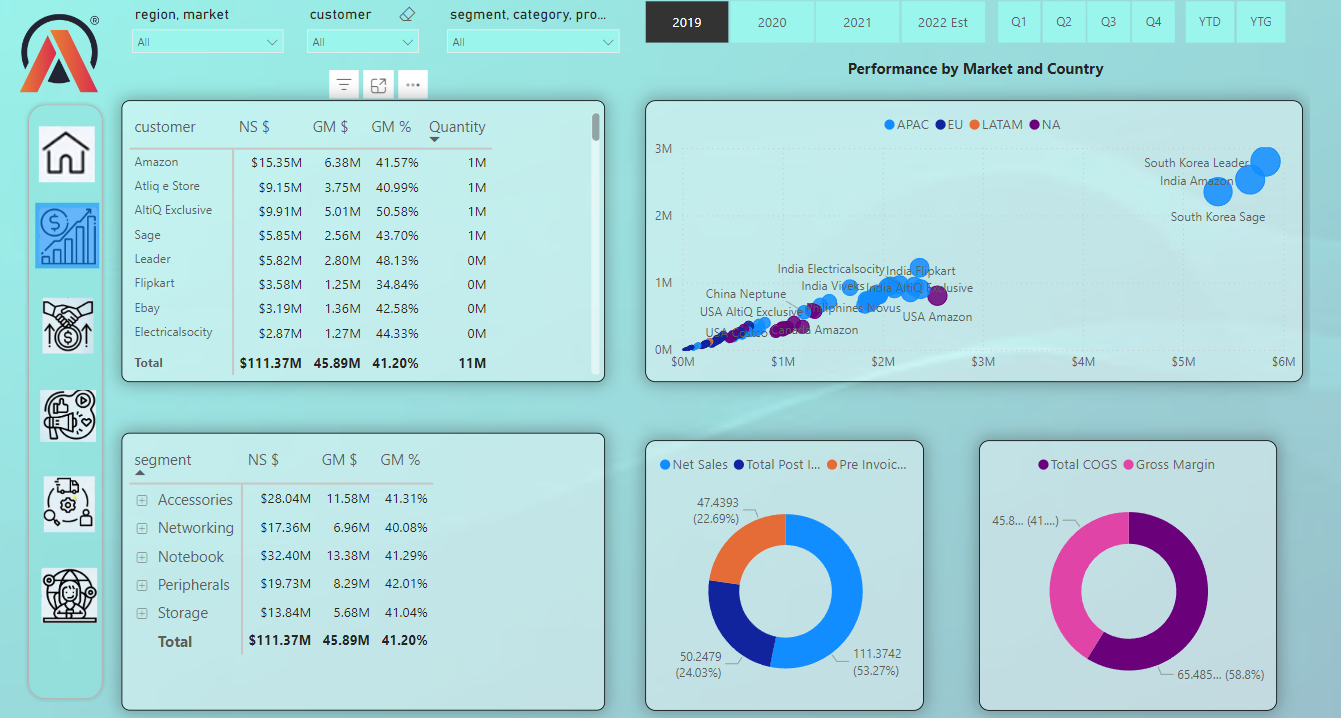 region, market customer segment, category, pro...
All All All
2019 2020 2021 2022 Est Q1 Q2 Q3 Q4 YTD YTG
Performance by Market and Country
customer NS $ GM $ GM % Quantity
Amazon $15.35M 6.38M 41.57% 1M
Atliq e Store $9.15M 3.75M 40.99% 1M
AltiQ Exclusive $9.91M 5.01M 50.58% 1M
Sage $5.85M 2.56M 43.70% 1M
Leader $5.82M 2.80M 48.13% 0M
Flipkart $3.58M 1.25M 34.84% 0M
Ebay $3.19M 1.36M 42.58% 0M
Electricalsocity $2.87M 1.27M 44.33% 0M
Total $111.37M 45.89M 41.20% 11M
APAC EU LATAM NA
3M
2M
1M
0M
South Korea Leader
India Amazon
South Korea Sage
India Electricalsocity India Flipkart
India Viveks India AltiQ Exclusive
China Neptune
USA AltiQ Exclusive Philiphines Novus
USA Amazon
USA Costco Canada Amazon
$0M $1M $2M $3M $4M $5M $6M
segment NS $ GM $ GM %
Accessories $28.04M 11.58M 41.31%
Networking $17.36M 6.96M 40.08%
Notebook $32.40M 13.38M 41.29%
Peripherals $19.73M 8.29M 42.01%
Storage $13.84M 5.68M 41.04%
Total $111.37M 45.89M 41.20%
Net Sales Total Post I... Pre Invoic...
47.4393
(22.69%)
50.2479
(24.03%)
111.3742
(53.27%)
Total COGS Gross Margin
45.8... (41....)
65.485... (58.8%)